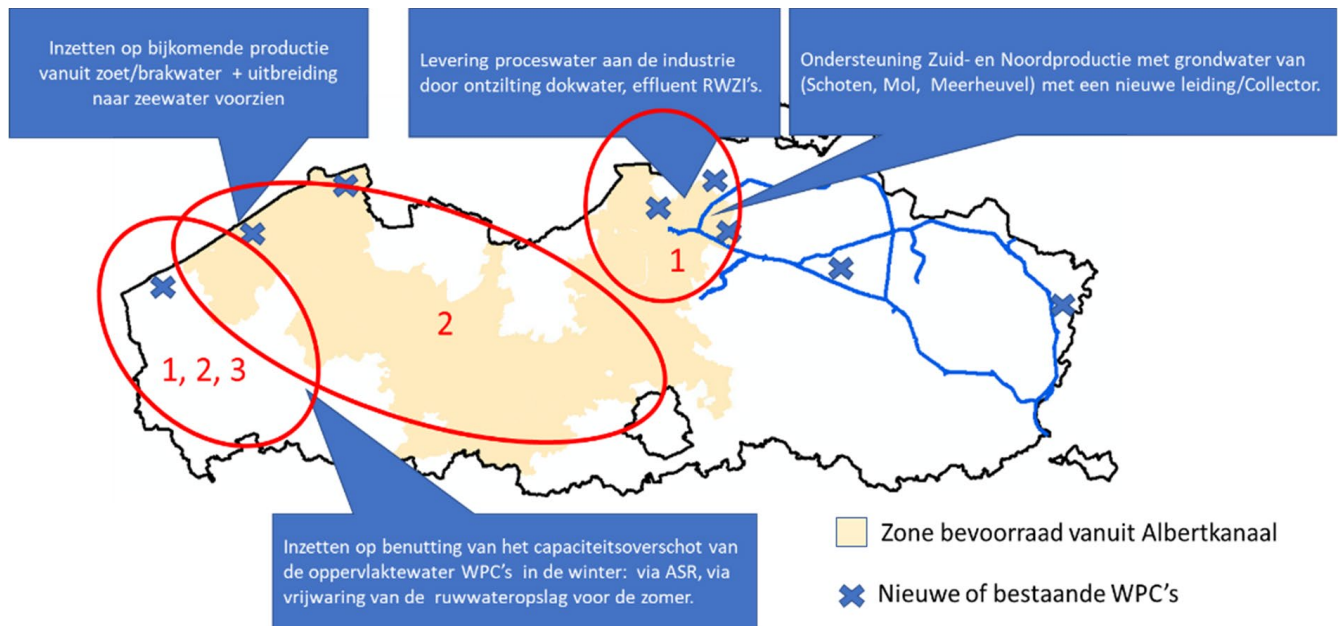 Inzetten op bijkomende productie
vanuit zoet/brakwater + uitbreiding
naar zeewater voorzien
Levering proceswater aan de industrie
door ontzilting dokwater, effluent RWZI’s.
Ondersteuning Zuid- en Noordproductie met grondwater van
(Schoten, Mol, Meerheuvel) met een nieuwe leiding/Collector.
1
2
1, 2, 3
Inzetten op benutting van het capaciteitsoverschot van
de oppervlaktewater WPC’s in de winter: via ASR, via
vrijwaring van de ruwwateropslag voor de zomer.
Zone bevoorraad vanuit Albertkanaal
Nieuwe of bestaande WPC’s